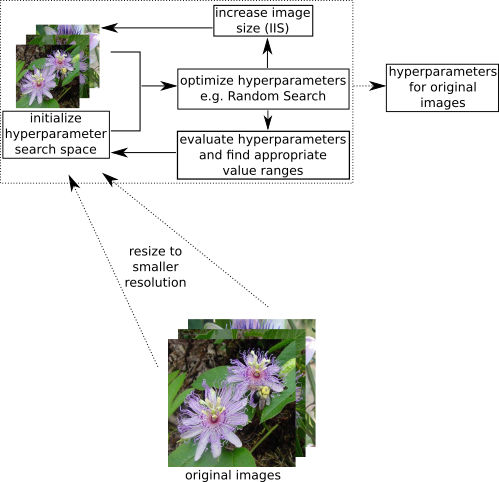 increase image
size (IIS)
optimize hyperparameters
e.g. Random Search
hyperparameters
for original
images
initialize
hyperparameter
search space
evaluate hyperparameters
and find appropriate
value ranges
resize to
smaller
resolution
original images